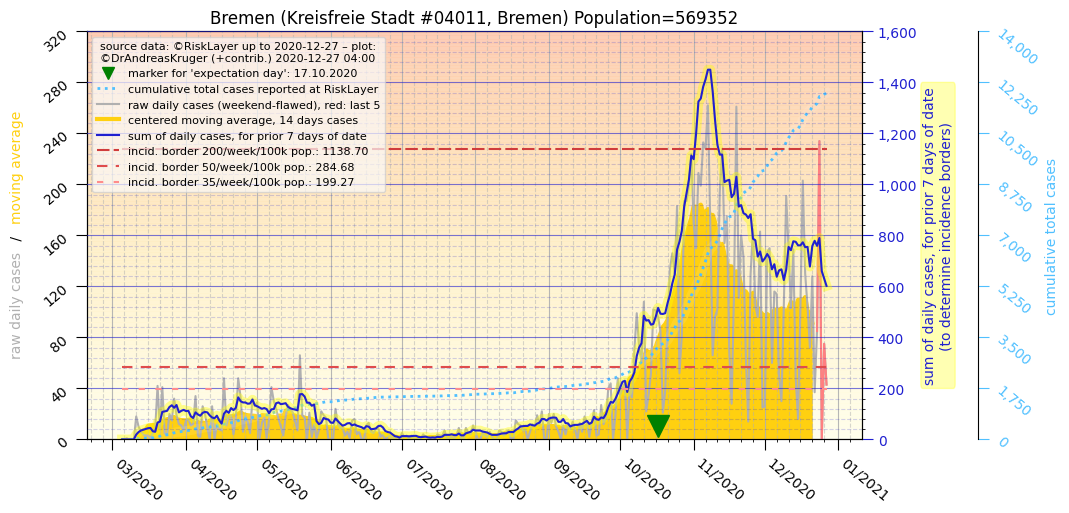 Bremen (Kreisfreie Stadt #04011, Bremen) Population=569352
source data: ©RiskLayer up to 2020-12-27 – plot:
©DrAndreasKruger (+contrib.) 2020-12-27 04:00
marker for 'expectation day': 17.10.2020
cumulative total cases reported at RiskLayer
raw daily cases (weekend-flawed), red: last 5
centered moving average, 14 days cases
sum of daily cases, for prior 7 days of date
incid. border 200/week/100k pop.: 1138.70
incid. border 50/week/100k pop.: 284.68
incid. border 35/week/100k pop.: 199.27
raw daily cases / moving average
320
280
240
200
160
120
80
40
0
03/2020
04/2020
05/2020
06/2020
07/2020
08/2020
09/2020
10/2020
11/2020
12/2020
01/2021
1,600
1,400
1,200
1,000
800
600
400
200
0
sum of daily cases, for prior 7 days of date
(to determine incidence borders)
14,000
12,250
10,500
8,750
7,000
5,250
3,500
1,750
0
cumulative total cases